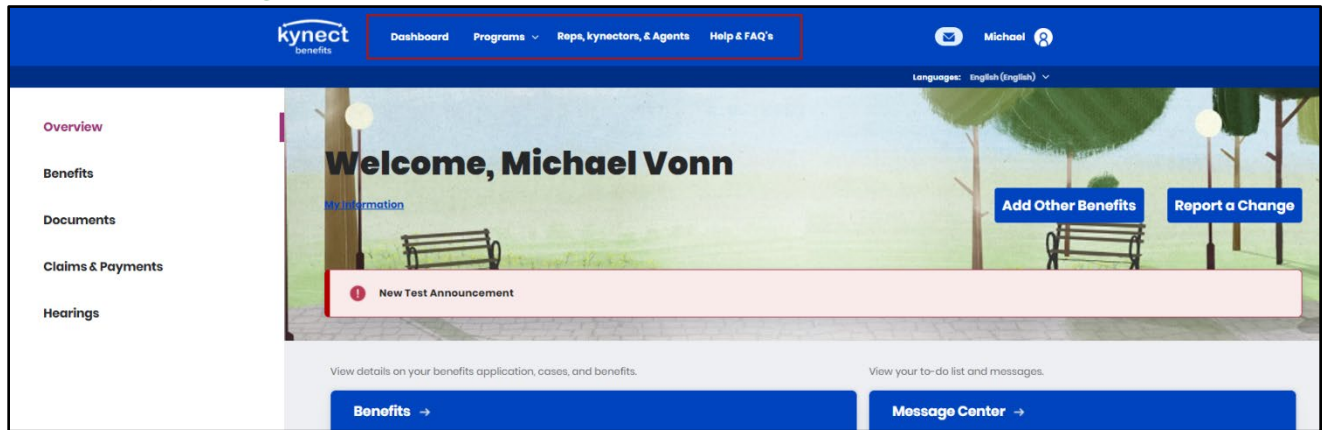 kynect
benefits
Dashboard Programs Reps, kynectors, & Agents Help & FAQ's
Michael
Languages: English (English)
Overview
Benefits
Documents
Claims & Payments
Hearings
Welcome, Michael Vonn
My Information
Add Other Benefits Report a Change
New Test Announcement
View details on your benefits application, cases, and benefits.
View your to-do list and messages.
Benefits →
Message Center →